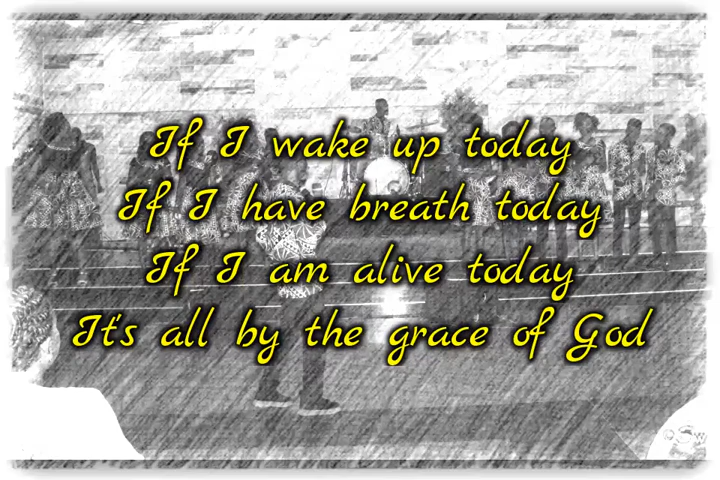 If I wake up today
If I have breath today
If I am alive today
It's all by the grace of God